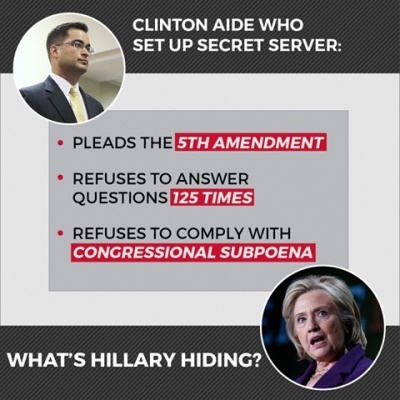 CLINTON AIDE WHO
SET UP SECRET SERVER:
• PLEADS THE 5TH AMENDMENT
• REFUSES TO ANSWER
QUESTIONS 125 TIMES
• REFUSES TO COMPLY WITH
CONGRESSIONAL SUBPOENA
WHAT'S HILLARY HIDING?